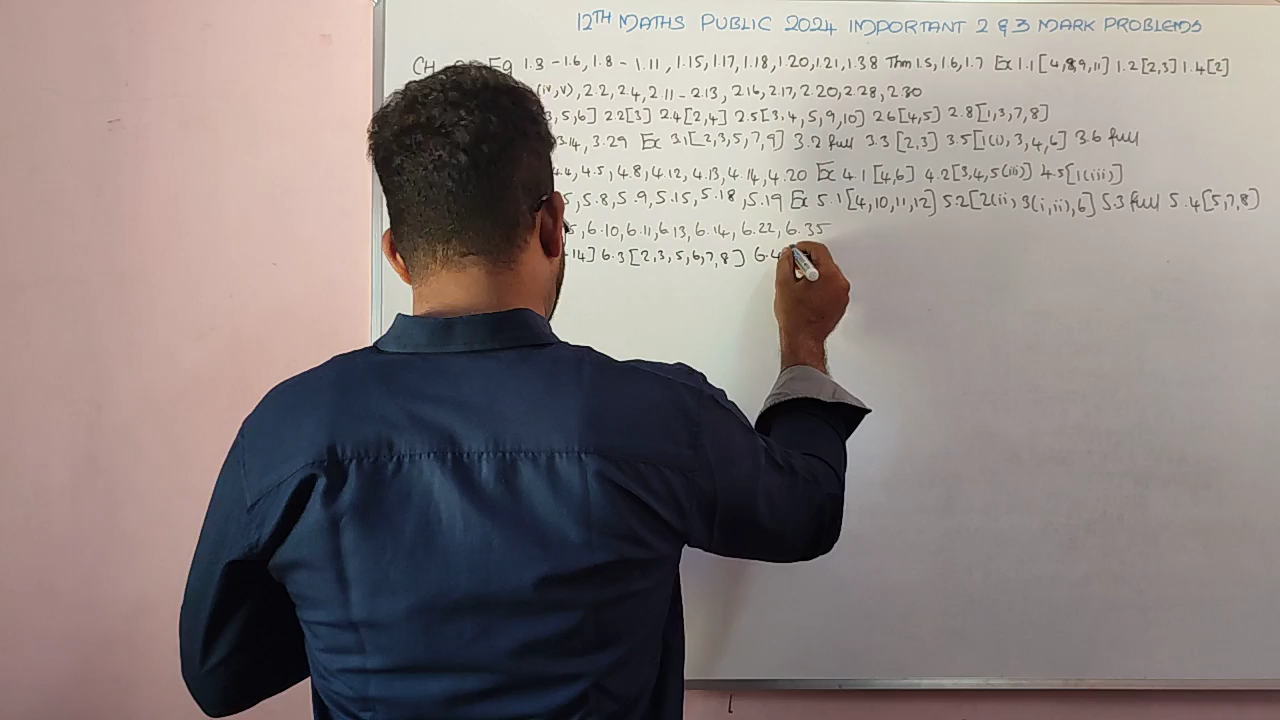 12TH MATHS PUBLIC 2024 IMPORTANT 2 & 3 MARK PROBLEMS
CH Eg 1.3 - 1.6, 1.8 - 1.11, 1.15, 1.17, 1.18, 1.20, 1.21, 1.38 Thm 1.5, 1.6, 1.7 Ex 1.1 [4,8,9,11] 1.2 [2,3] 1.4[2]
(iv,v), 2.2, 2.4, 2.11 - 2.13, 2.16, 2.17, 2.20, 2.28, 2.30
3, 5, 6] 2.2[3] 2.4[2,4] 2.5[3,4,5,9,10] 2.6[4,5] 2.8[1,3,7,8]
3.14, 3.29 Ex 3.1[2,3,5,7,9] 3.2 full 3.3 [2,3] 3.5[1(i), 3,4,6] 3.6 full
4.4, 4.5, 4.8, 4.12, 4.13, 4.14, 4.20 Ex 4.1 [4,6] 4.2[3,4,5(iii)] 4.5[1(iii)]
5, 5.8, 5.9, 5.15, 5.18, 5.19 Ex 5.1[4,10,11,12] 5.2[2(ii, 3(i,ii),6] 5.3 full 5.4[5,7,8)
5, 6.10, 6.11, 6.13, 6.14, 6.22, 6.35
14] 6.3[2,3,5,6,7,8] 6.4